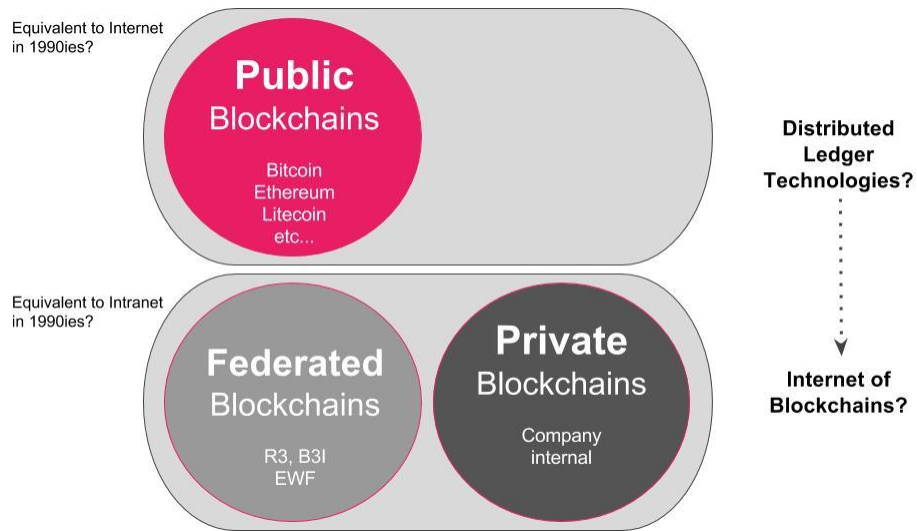 Equivalent to Internet
in 1990ies?
Public
Blockchains
Bitcoin
Ethereum
Litecoin
etc...
Distributed
Ledger
Technologies?
Equivalent to Intranet
in 1990ies?
Federated
Blockchains
R3, B3I
EWF
Private
Blockchains
Company
internal
Internet of
Blockchains?